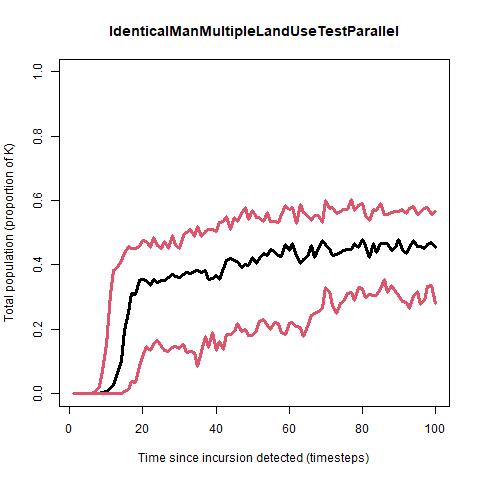 IdenticalManMultipleLandUseTestParallel
Total population (proportion of K)
1.0
0.8
0.6
0.4
0.2
0.0
0 20 40 60 80 100
Time since incursion detected (timesteps)